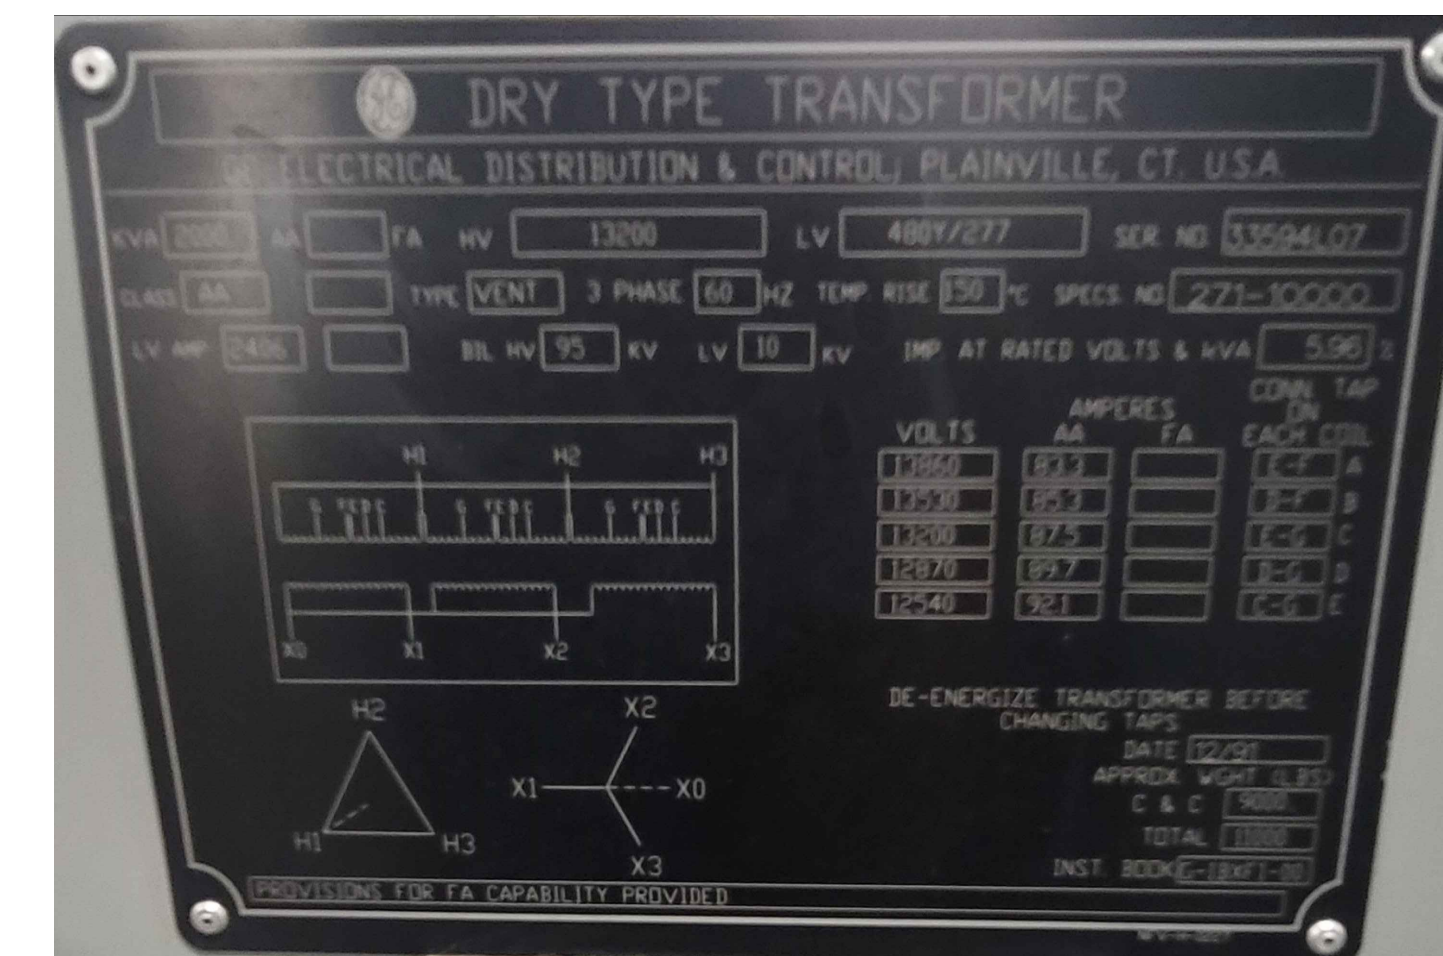 GE DRY TYPE TRANSFORMER
GE ELECTRICAL DISTRIBUTION & CONTROL, PLAINVILLE, CT. U.S.A.
KVA 2000 AA FA HV 13200 LV 480Y/277 SER. NO. 33594L07
CLASS AA TYPE VENT 3 PHASE 60 HZ TEMP. RISE 150 °C SPECS. NO. 271-10000
LV AMP 2406 BIL HV 95 KV LV 10 KV IMP. AT RATED VOLTS & KVA 5.96 %
CONN. TAP
AMPERES ON
VOLTS AA FA EACH COIL
13860 83.3 E-F A
13530 85.3 D-F B
13200 87.5 E-G C
12870 89.7 D-G D
12540 92.1 C-G E
H1 H2 H3
G F E D C G F E D C G F E D C
X0 X1 X2 X3
H2 X2
X1 X0
H1 H3 X3
DE-ENERGIZE TRANSFORMER BEFORE
CHANGING TAPS
DATE 12/91
APPROX. WGHT (LBS)
C & C 9000
TOTAL 11000
INST. BOOK
PROVISIONS FOR FA CAPABILITY PROVIDED